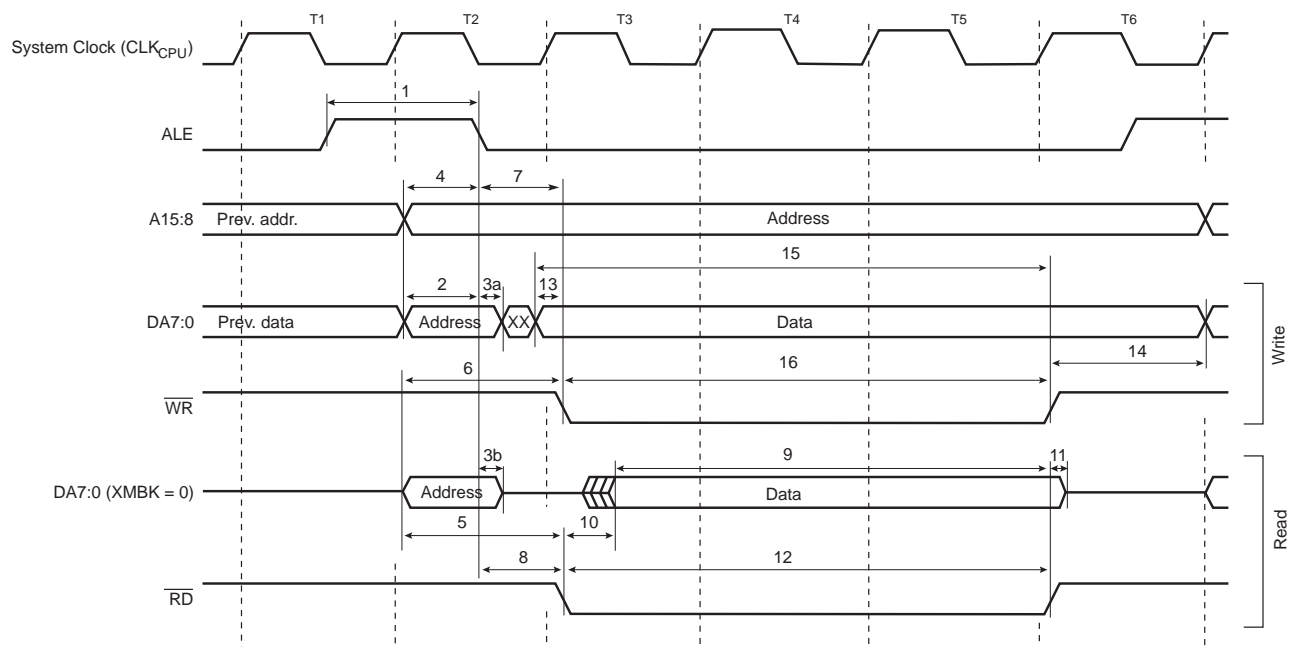 T1 T2 T3 T4 T5 T6
System Clock (CLKCPU)
1
ALE
4 7
A15:8 Prev. addr. Address
15
2 3a 13
DA7:0 Prev. data Address XX Data
14
6 16
WR
Write
3b 9 11
DA7:0 (XMBK = 0) Address Data
5 10
8 12
RD
Read